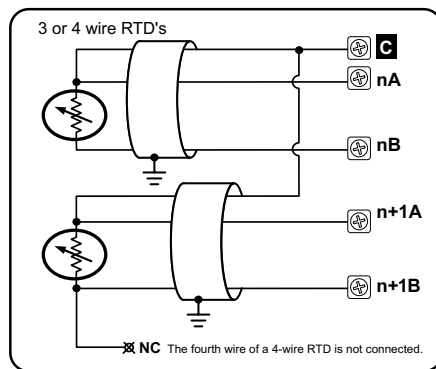 3 or 4 wire RTD's
C
nA
nB
n+1A
n+1B
NC The fourth wire of a 4-wire RTD is not connected.